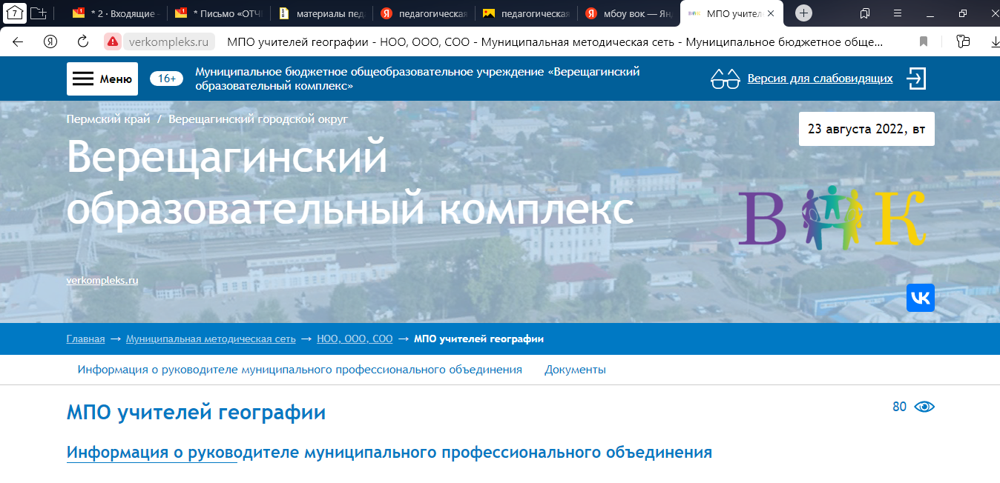 7
* 2 · Входящие -
* Письмо «ОТЧЕ
материалы пед
педагогическая
педагогическая
мбоу вок — Ян
МПО учител
verkompleks.ru
МПО учителей географии - НОО, ООО, СОО - Муниципальная методическая сеть - Муниципальное бюджетное обще...
Меню
16+
Муниципальное бюджетное общеобразовательное учреждение «Верещагинский
образовательный комплекс»
Версия для слабовидящих
Пермский край / Верещагинский городской округ
23 августа 2022, вт
Верещагинский
образовательный комплекс
ВОК
verkompleks.ru
Главная → Муниципальная методическая сеть → НОО, ООО, СОО → МПО учителей географии
Информация о руководителе муниципального профессионального объединения
Документы
МПО учителей географии
80
Информация о руководителе муниципального профессионального объединения